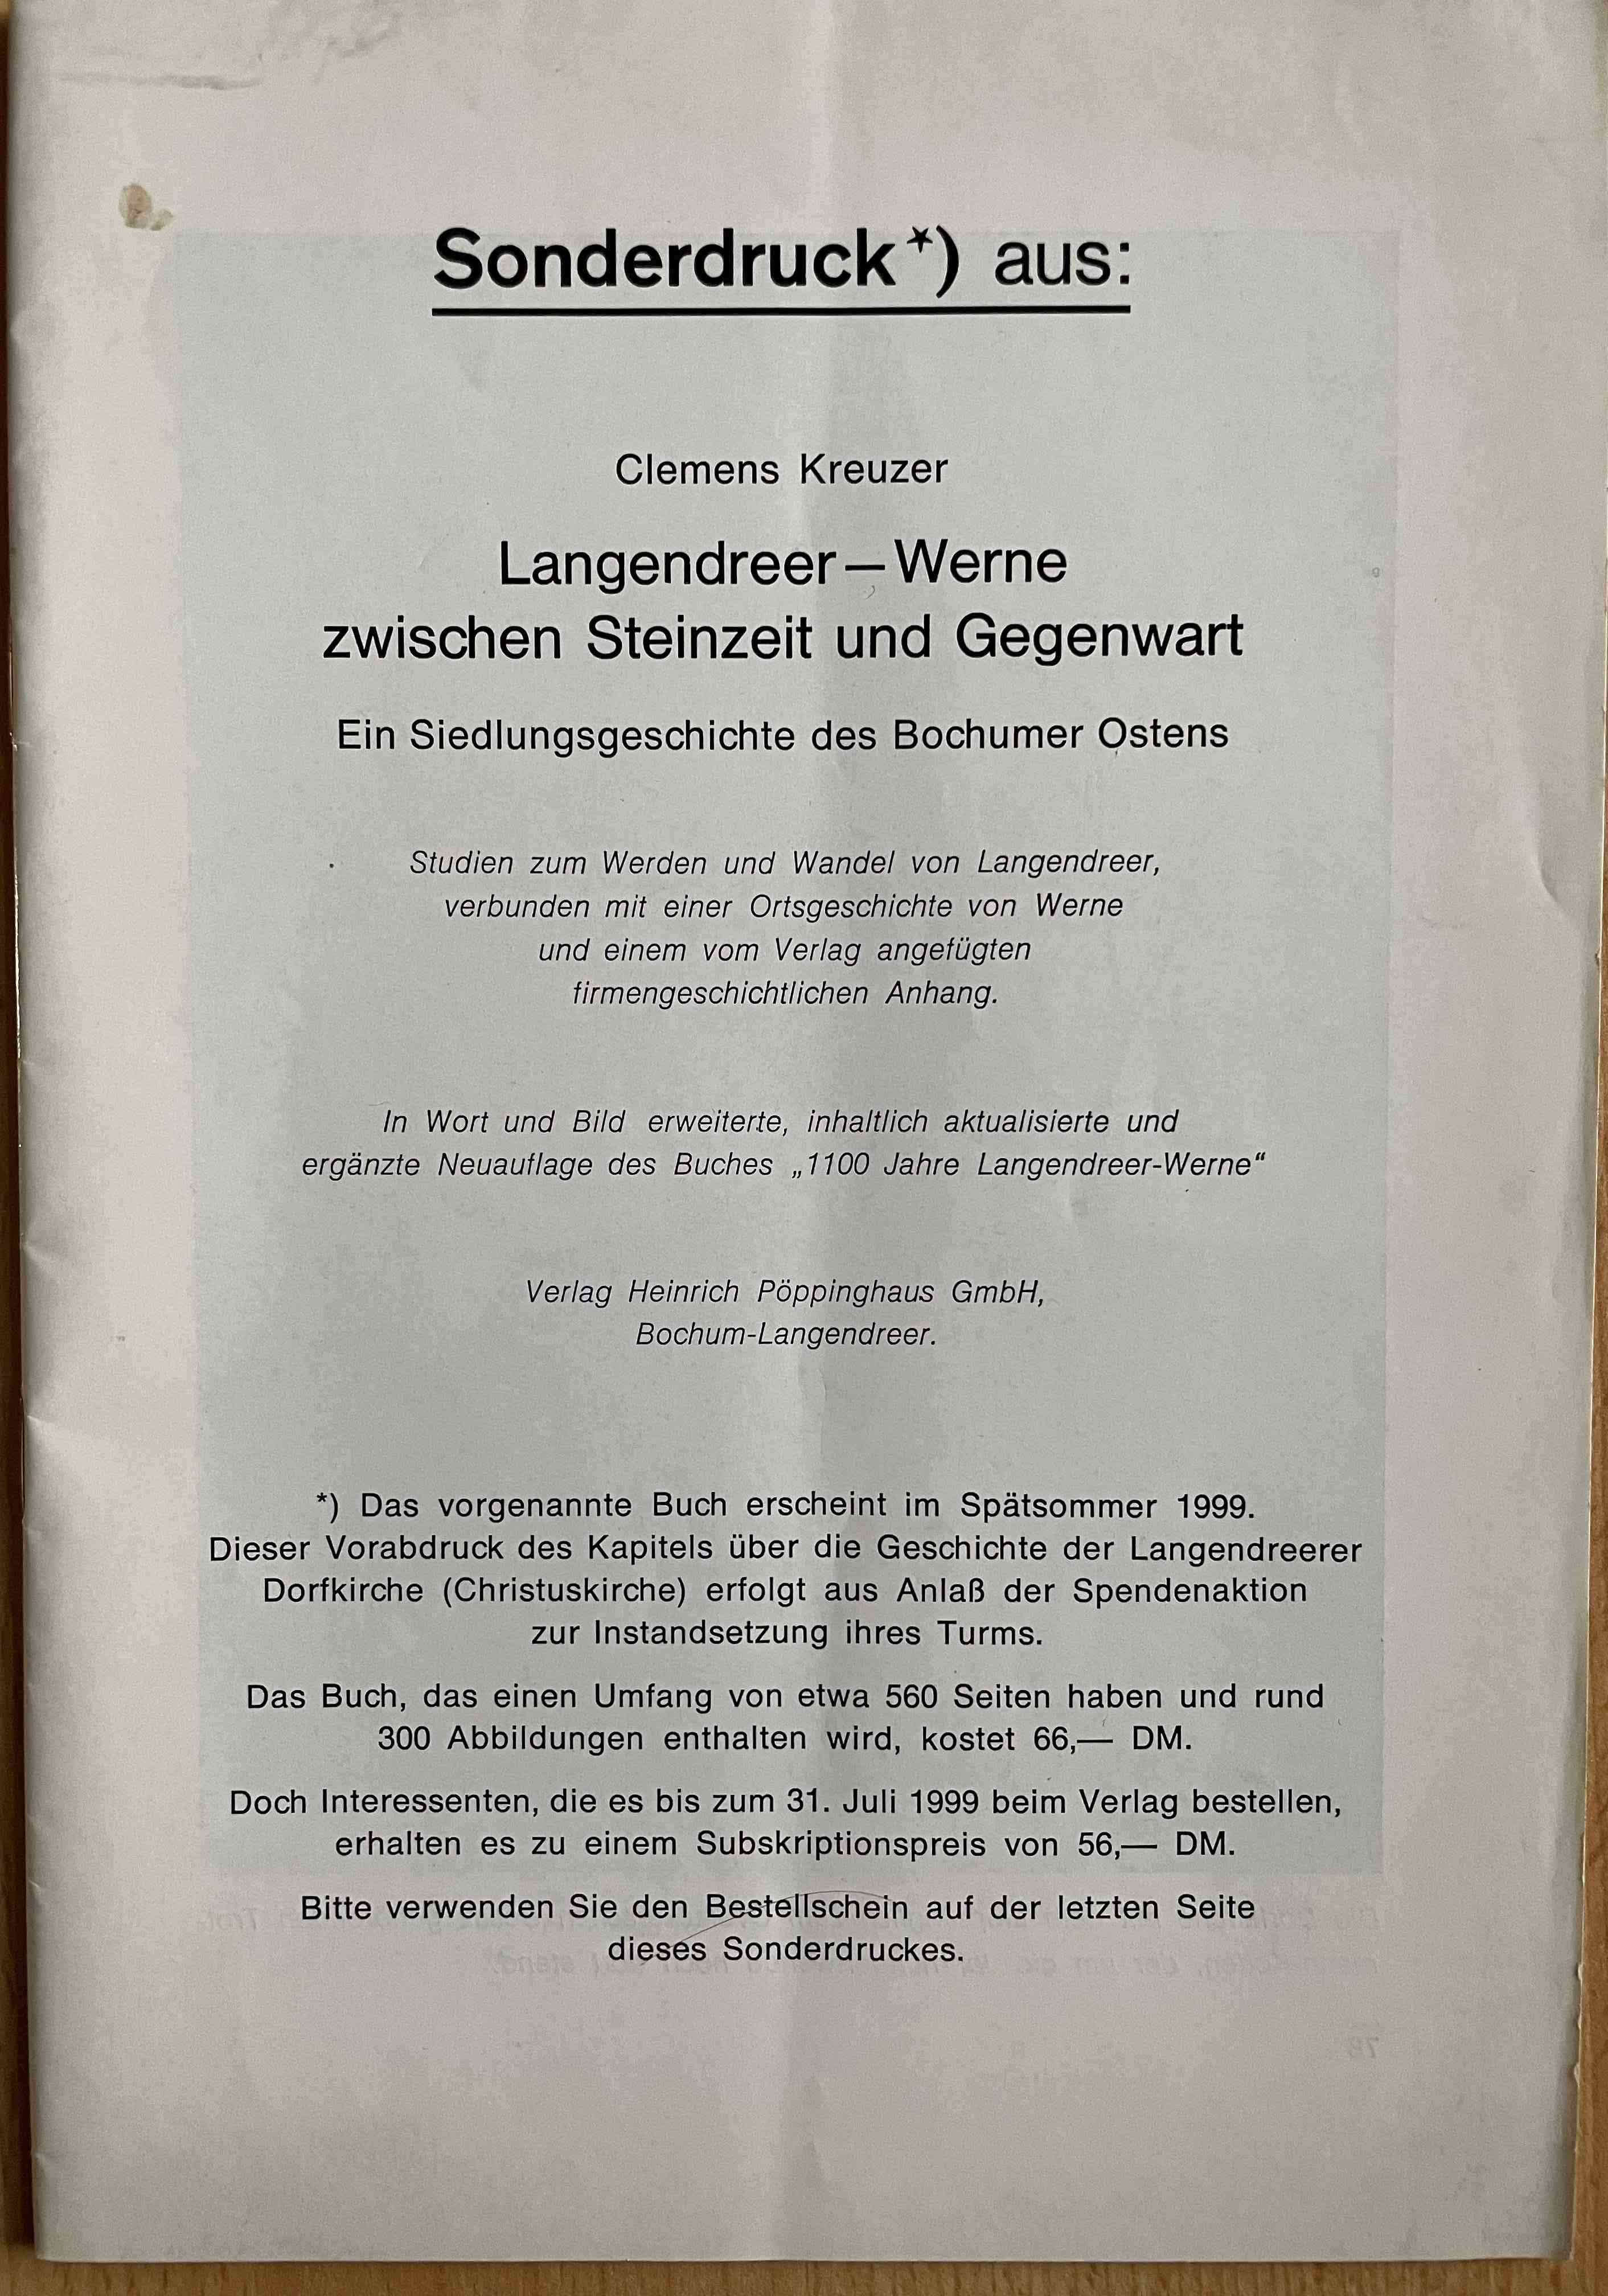 Sonderdruck*) aus:
Clemens Kreuzer
Langendreer – Werne
zwischen Steinzeit und Gegenwart
Ein Siedlungsgeschichte des Bochumer Ostens
Studien zum Werden und Wandel von Langendreer,
verbunden mit einer Ortsgeschichte von Werne
und einem vom Verlag angefügten
firmengeschichtlichen Anhang.
In Wort und Bild erweiterte, inhaltlich aktualisierte und
ergänzte Neuauflage des Buches „1100 Jahre Langendreer-Werne“
Verlag Heinrich Pöppinghaus GmbH,
Bochum-Langendreer.
*) Das vorgenannte Buch erscheint im Spätsommer 1999.
Dieser Vorabdruck des Kapitels über die Geschichte der Langendreerer
Dorfkirche (Christuskirche) erfolgt aus Anlaß der Spendenaktion
zur Instandsetzung ihres Turms.
Das Buch, das einen Umfang von etwa 560 Seiten haben und rund
300 Abbildungen enthalten wird, kostet 66,— DM.
Doch Interessenten, die es bis zum 31. Juli 1999 beim Verlag bestellen,
erhalten es zu einem Subskriptionspreis von 56,— DM.
Bitte verwenden Sie den Bestellschein auf der letzten Seite
dieses Sonderdruckes.